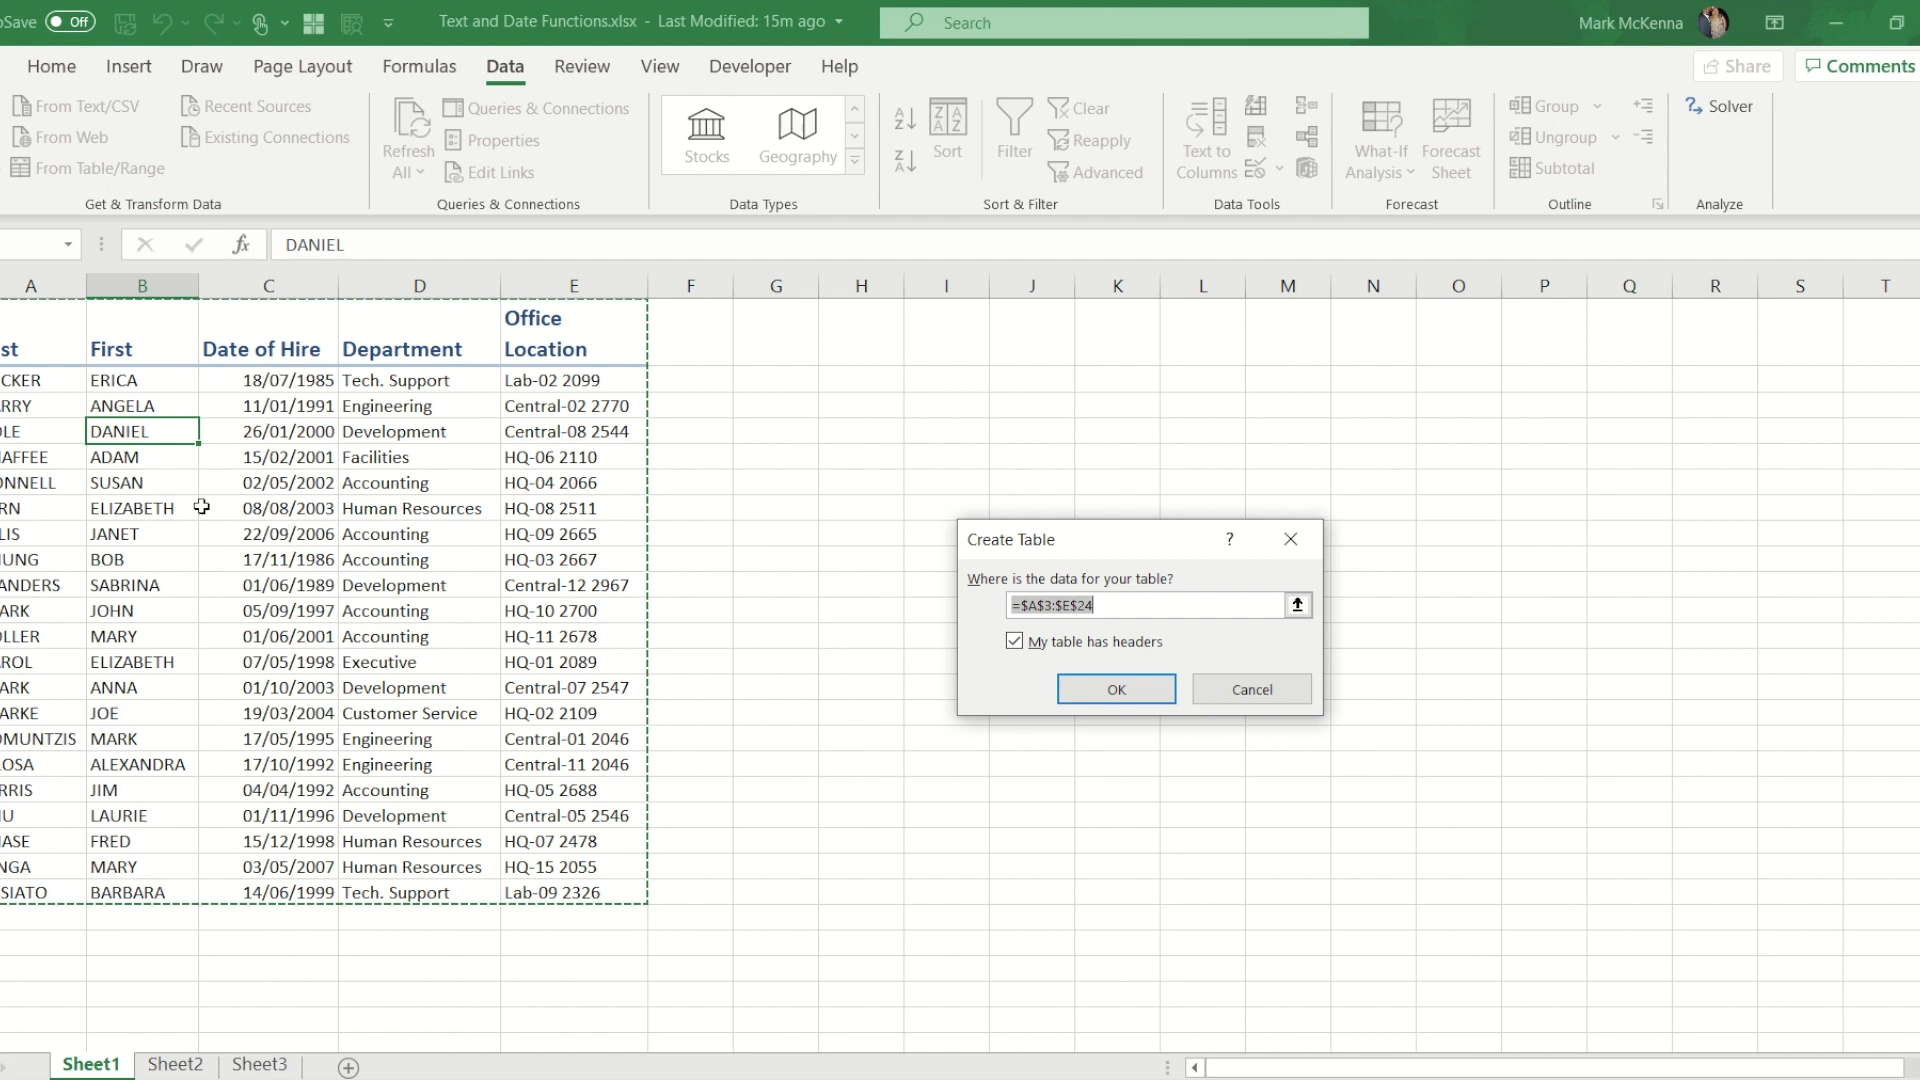 oSave Off Text and Date Functions.xlsx - Last Modified: 15m ago Search Mark McKenna
Home Insert Draw Page Layout Formulas Data Review View Developer Help Share Comments
From Text/CSV
From Web
From Table/Range
Recent Sources
Existing Connections
Get & Transform Data
Refresh
All
Queries & Connections
Properties
Edit Links
Queries & Connections
Stocks Geography
Data Types
Sort
Filter
Clear
Reapply
Advanced
Sort & Filter
Text to
Columns
Data Tools
What-If
Analysis
Forecast
Sheet
Forecast
Group
Ungroup
Subtotal
Outline
Solver
Analyze
fx DANIEL
A B C D E F G H I J K L M N O P Q R S T
Office
st First Date of Hire Department Location
CKER ERICA 18/07/1985 Tech. Support Lab-02 2099
RRY ANGELA 11/01/1991 Engineering Central-02 2770
OLE DANIEL 26/01/2000 Development Central-08 2544
HAFFEE ADAM 15/02/2001 Facilities HQ-06 2110
ONNELL SUSAN 02/05/2002 Accounting HQ-04 2066
RN ELIZABETH 08/08/2003 Human Resources HQ-08 2511
LIS JANET 22/09/2006 Accounting HQ-09 2665
UNG BOB 17/11/1986 Accounting HQ-03 2667
ANDERS SABRINA 01/06/1989 Development Central-12 2967
ARK JOHN 05/09/1997 Accounting HQ-10 2700
OLLER MARY 01/06/2001 Accounting HQ-11 2678
ROL ELIZABETH 07/05/1998 Executive HQ-01 2089
ARK ANNA 01/10/2003 Development Central-07 2547
ARKE JOE 19/03/2004 Customer Service HQ-02 2109
OMUNTZIS MARK 17/05/1995 Engineering Central-01 2046
LOSA ALEXANDRA 17/10/1992 Engineering Central-11 2046
RRIS JIM 04/04/1992 Accounting HQ-05 2688
U LAURIE 01/11/1996 Development Central-05 2546
HASE FRED 15/12/1998 Human Resources HQ-07 2478
NGA MARY 03/05/2007 Human Resources HQ-15 2055
SIATO BARBARA 14/06/1999 Tech. Support Lab-09 2326
Create Table ?
Where is the data for your table?
=$A$3:$E$24
My table has headers
OK Cancel
Sheet1 Sheet2 Sheet3